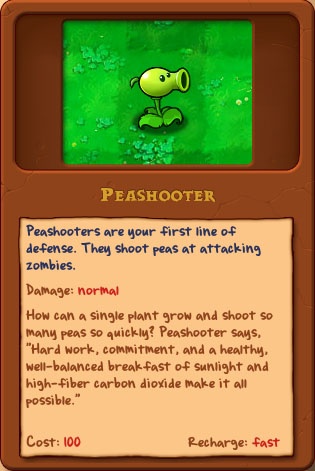 Peashooter
Peashooters are your first line of
defense. They shoot peas at attacking
zombies.
Damage: normal
How can a single plant grow and shoot so
many peas so quickly? Peashooter says,
"Hard work, commitment, and a healthy,
well-balanced breakfast of sunlight and
high-fiber carbon dioxide make it all
possible."
Cost: 100 Recharge: fast